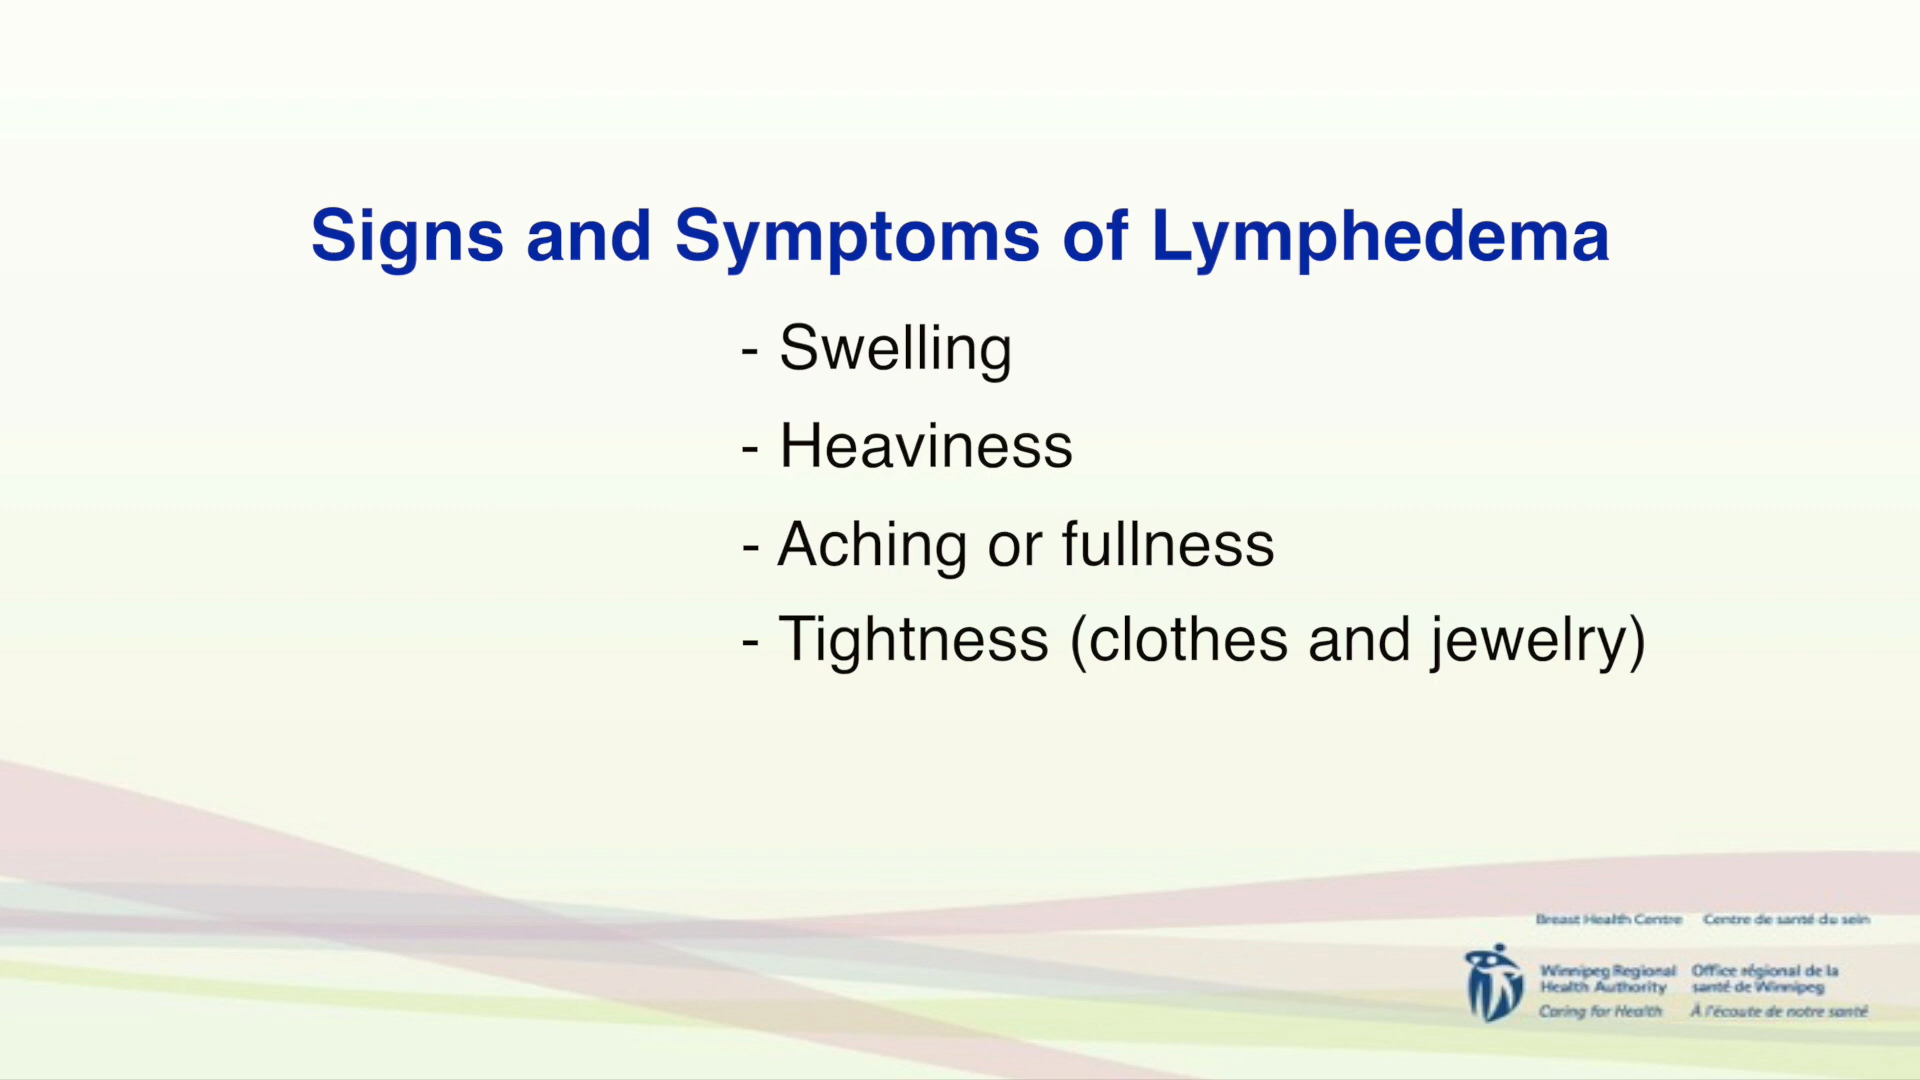 Signs and Symptoms of Lymphedema
- Swelling
- Heaviness
- Aching or fullness
- Tightness (clothes and jewelry)
Breast Health Centre Centre de santé du sein
Winnipeg Regional Office régional de la
Health Authority santé de Winnipeg
Caring for Health À l'écoute de notre santé